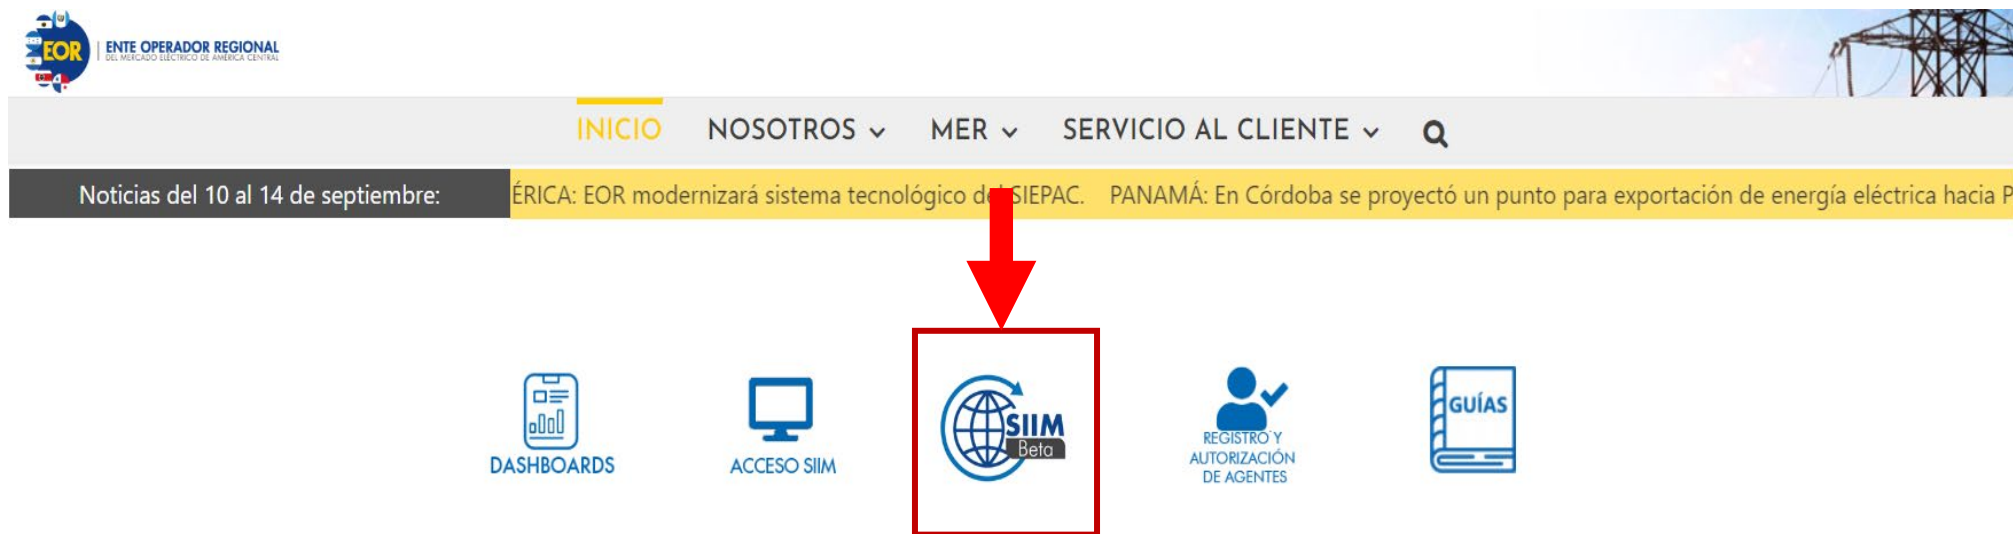 EOR
ENTE OPERADOR REGIONAL
DEL MERCADO ELÉCTRICO DE AMÉRICA CENTRAL
INICIO NOSOTROS MER SERVICIO AL CLIENTE
Noticias del 10 al 14 de septiembre: ÉRICA: EOR modernizará sistema tecnológico del SIEPAC. PANAMÁ: En Córdoba se proyectó un punto para exportación de energía eléctrica hacia P
DASHBOARDS
ACCESO SIIM
SIIM
Beta
REGISTRO Y
AUTORIZACIÓN
DE AGENTES
GUÍAS